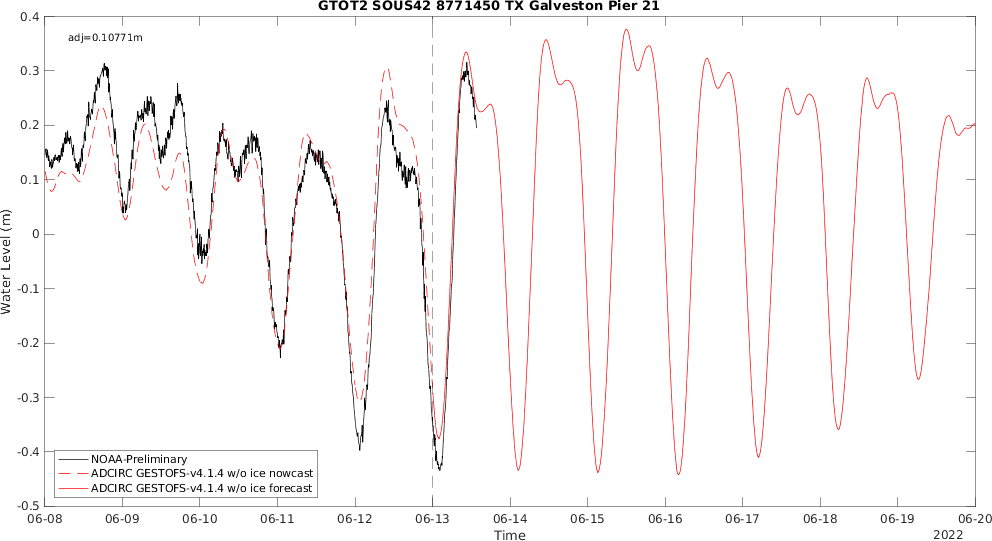 GTOT2 SOUS42 8771450 TX Galveston Pier 21
adj=0.10771m
0.4
0.3
0.2
0.1
0
-0.1
-0.2
-0.3
-0.4
-0.5
Water Level (m)
NOAA-Preliminary
ADCIRC GESTOFS-v4.1.4 w/o ice nowcast
ADCIRC GESTOFS-v4.1.4 w/o ice forecast
06-08 06-09 06-10 06-11 06-12 06-13 06-14 06-15 06-16 06-17 06-18 06-19 06-20
Time
2022